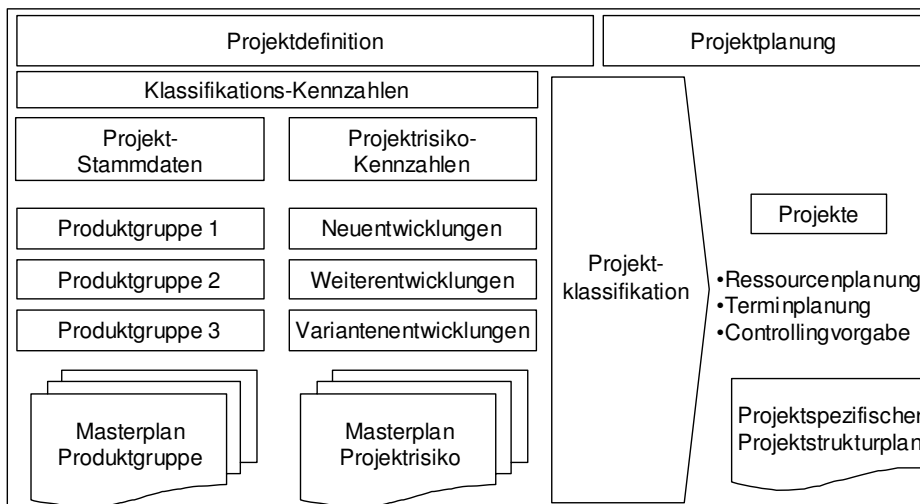 Projektdefinition
Projektplanung
Klassifikations-Kennzahlen
Projekt-
Stammdaten
Projektrisiko-
Kennzahlen
Produktgruppe 1
Neuentwicklungen
Produktgruppe 2
Weiterentwicklungen
Produktgruppe 3
Variantenentwicklungen
Masterplan
Produktgruppe
Masterplan
Projektrisiko
Projekt-
klassifikation
Projekte
•Ressourcenplanung
•Terminplanung
•Controllingvorgabe
Projektspezifischer
Projektstrukturplan